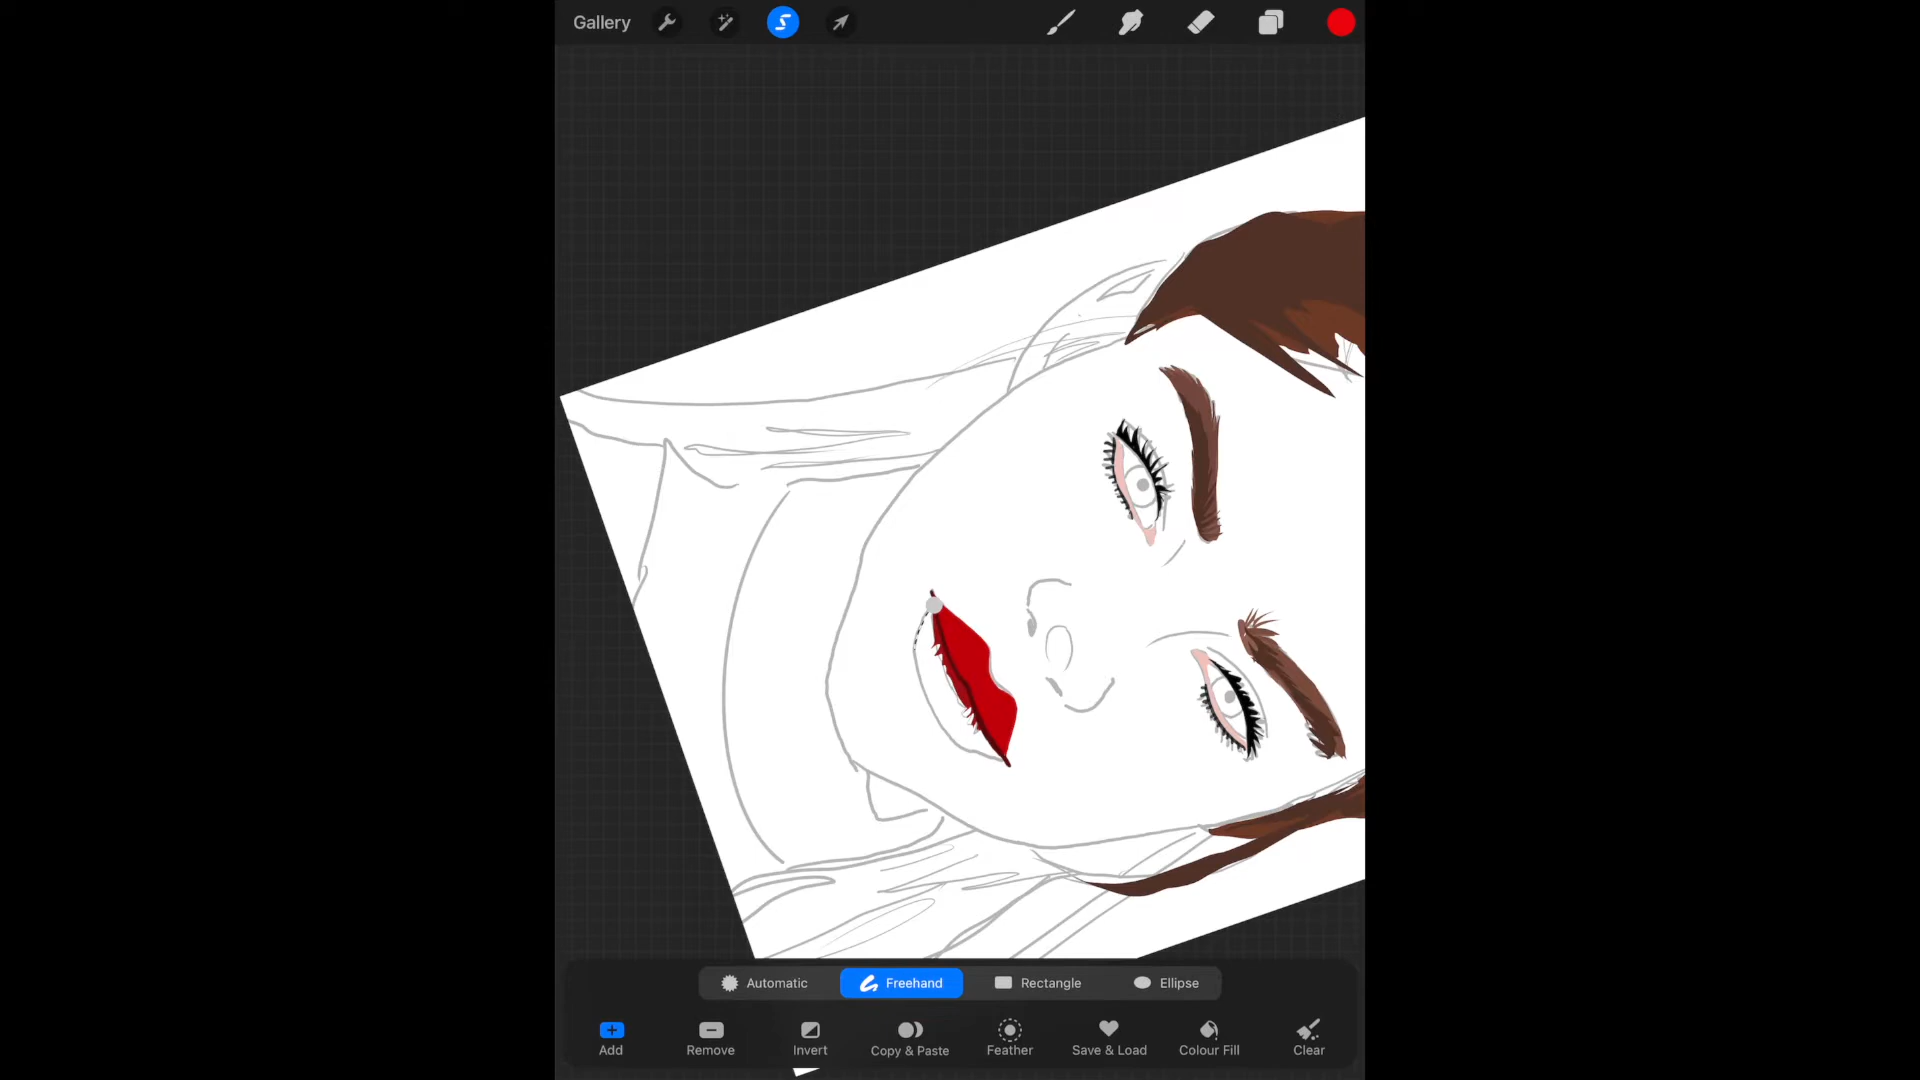 Gallery
Automatic Freehand Rectangle Ellipse
Add Remove Invert Copy & Paste Feather Save & Load Colour Fill Clear